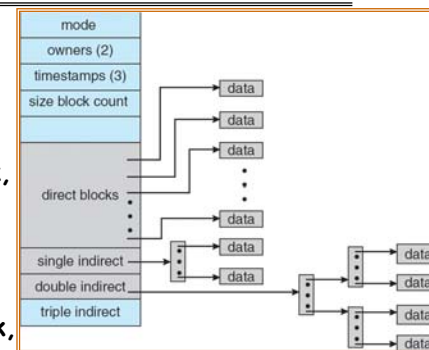 mode
owners (2)
timestamps (3)
size block count
data
data
data
direct blocks
data
data
single indirect
data
double indirect
triple indirect
data
data
data
data